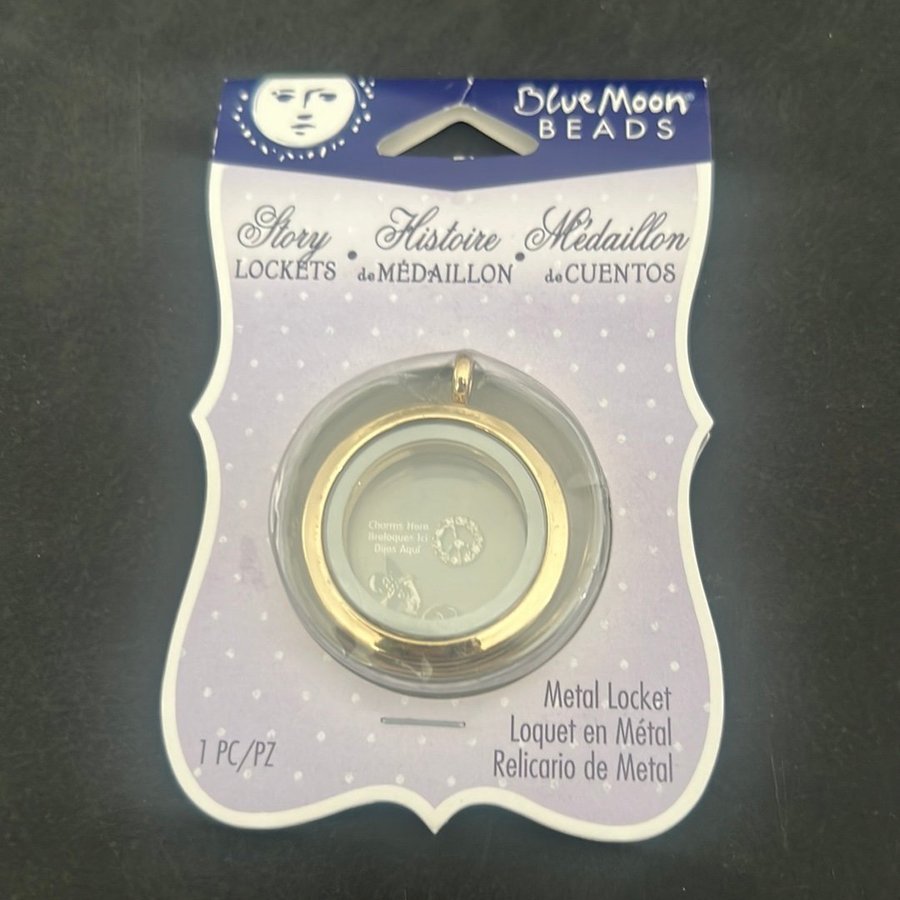 Blue Moon®
BEADS
Story • Histoire • Médaillon
LOCKETS de MÉDAILLON de CUENTOS
Charms Here
Breloques Ici
Dijes Aquí
Metal Locket
Loquet en Métal
Relicario de Metal
1 PC/PZ